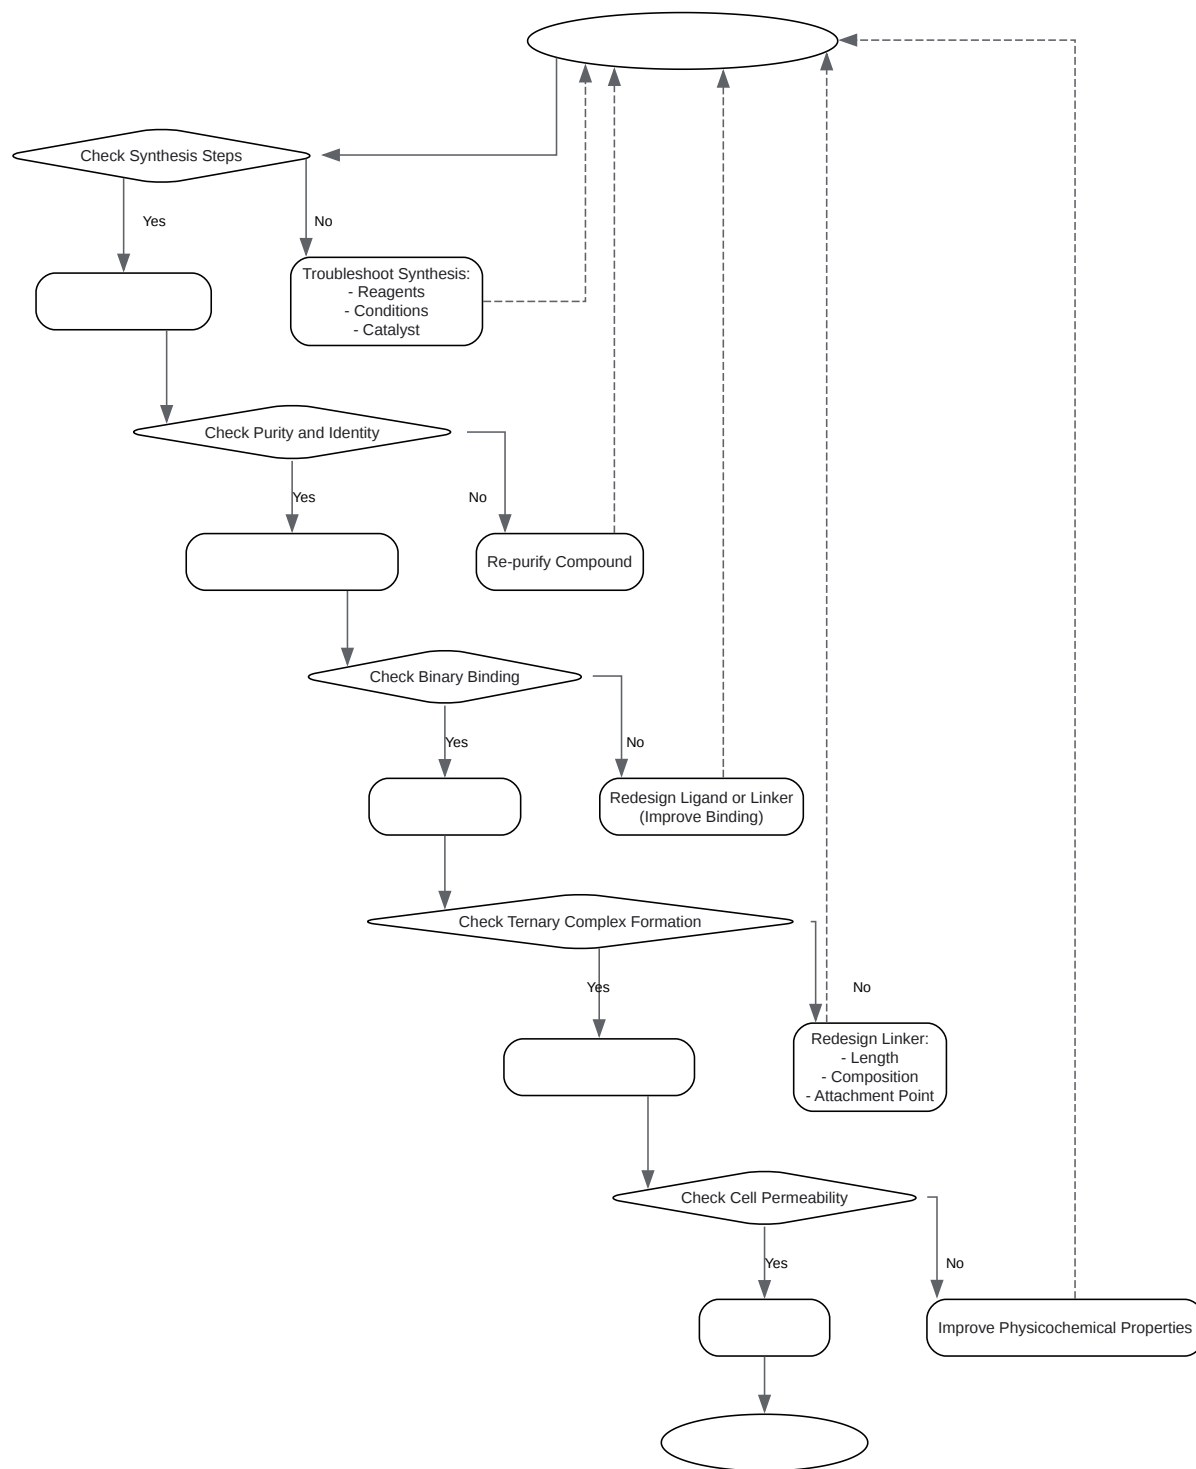 Check Synthesis Steps
Yes
No
Troubleshoot Synthesis:
- Reagents
- Conditions
- Catalyst
Check Purity and Identity
Yes
No
Re-purify Compound
Check Binary Binding
Yes
No
Redesign Ligand or Linker
(Improve Binding)
Check Ternary Complex Formation
Yes
No
Redesign Linker:
- Length
- Composition
- Attachment Point
Check Cell Permeability
Yes
No
Improve Physicochemical Properties